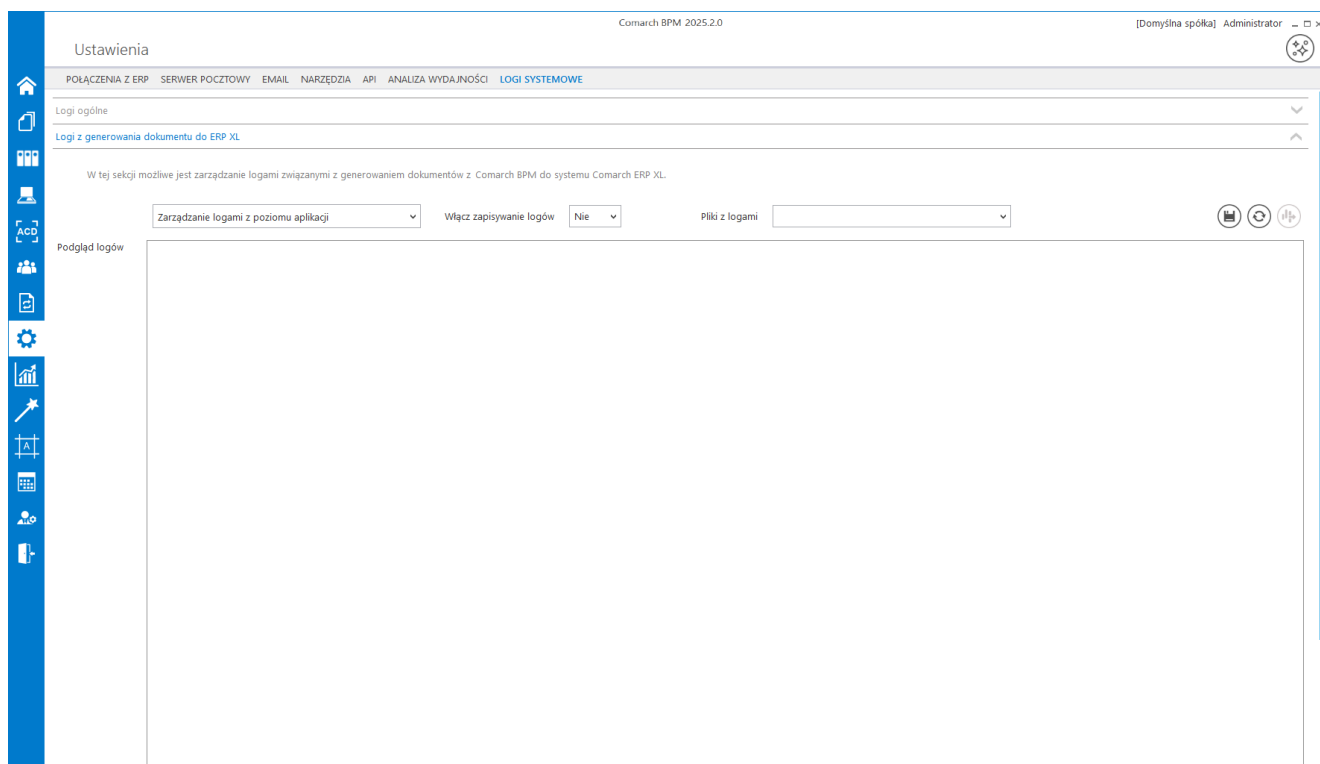 Comarch BPM 2025.2.0
[Domyślna spółka] Administrator
Ustawienia
POŁĄCZENIA Z ERP SERWER POCZTOWY EMAIL NARZĘDZIA API ANALIZA WYDAJNOŚCI LOGI SYSTEMOWE
Logi ogólne
Logi z generowania dokumentu do ERP XL
W tej sekcji możliwe jest zarządzanie logami związanymi z generowaniem dokumentów z Comarch BPM do systemu Comarch ERP XL.
Zarządzanie logami z poziomu aplikacji Włącz zapisywanie logów Nie Pliki z logami
Podgląd logów
ACD
A